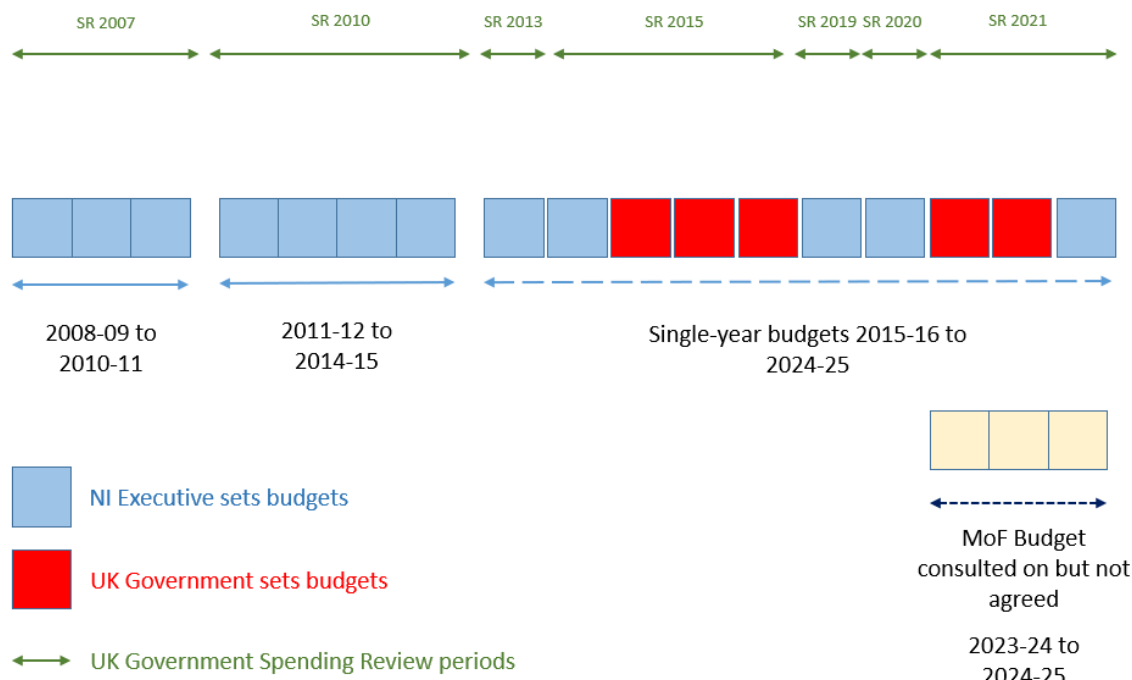 SR 2007
SR 2010
SR 2013
SR 2015
SR 2019
SR 2020
SR 2021
2008-09 to
2010-11
2011-12 to
2014-15
Single-year budgets 2015-16 to
2024-25
NI Executive sets budgets
UK Government sets budgets
UK Government Spending Review periods
MoF Budget
consulted on but not
agreed
2023-24 to
2024-25